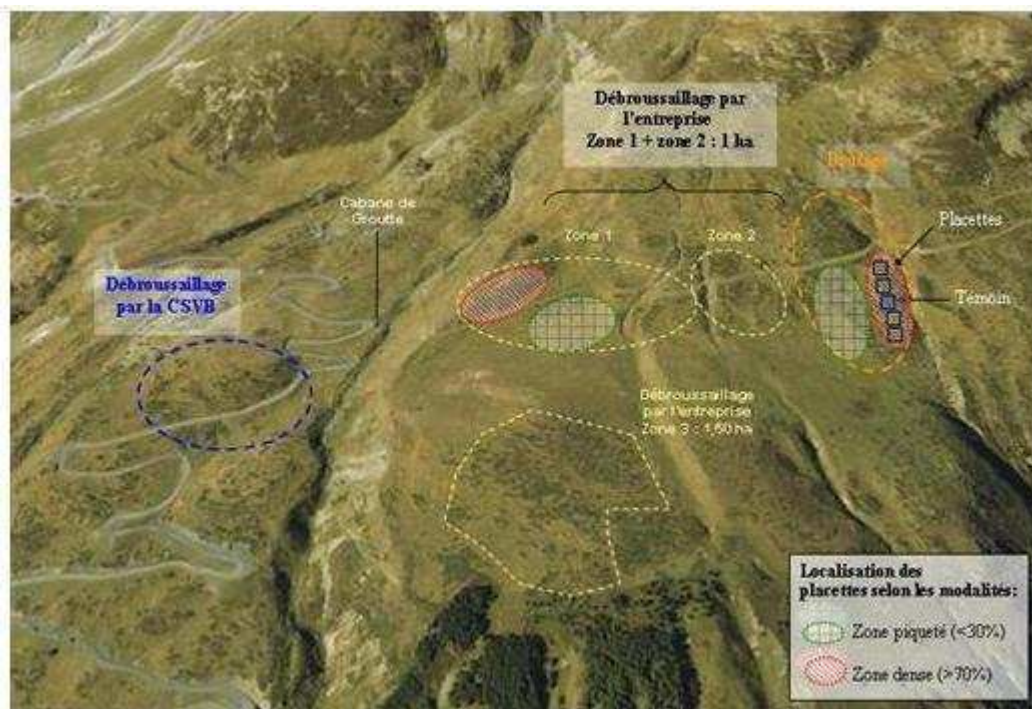 Débroussaillage par
l'entreprise
Zone 1 + zone 2 : 1 ha
Brûlage
Cabane de
Groutte
Placettes
Zone 1
Zone 2
Débroussaillage
par la CSVB
Témoin
Débroussaillage
par l'entreprise
Zone 3 : 1,50 ha
Localisation des
placettes selon les modalités:
Zone piqueté (<30%)
Zone dense (>70%)